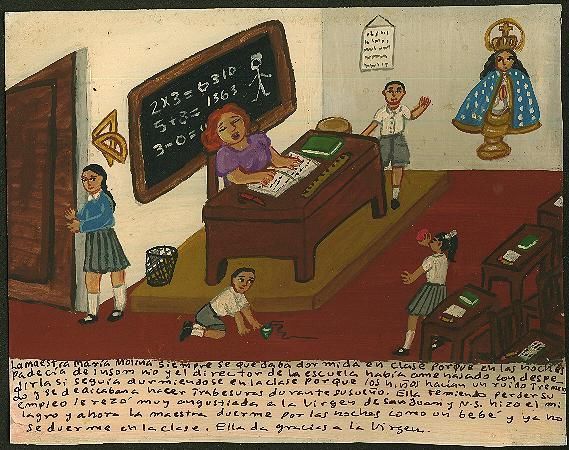 2x3=6310
5+8=1363
3-0=
La maestra María Molina siempre se quedaba dormida en clase porque en las noches
padecía de insomnio y el director de la escuela había amenazado con despe
dirla si seguía durmiendose en la clase porque los niños hacían un ruido tremen
do y se dedicaban a hacer trabesuras durante su sueño. Ella temiendo perder su
empleo le rezó muy angustiada a la Virgen de San Juan y N.S. hizo el mi
lagro y ahora la maestra duerme por las noches como un bebé y ya no
se duerme en la clase. Ella da gracias a la Virgen.